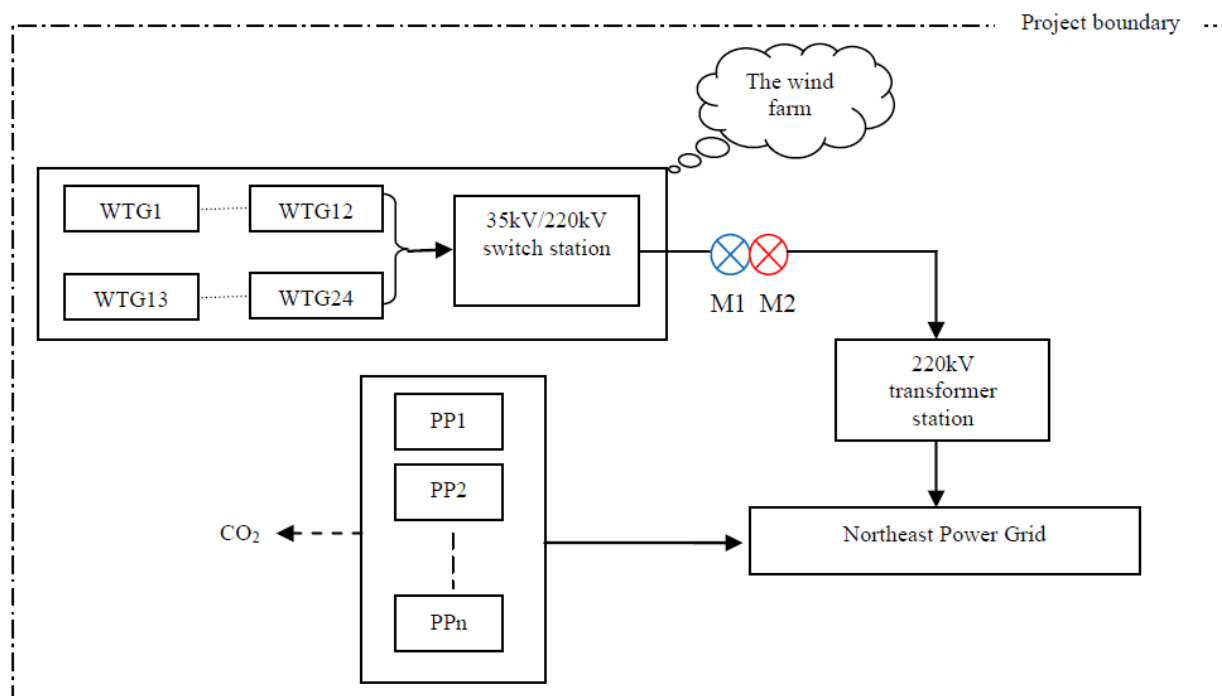 Project boundary
The wind
farm
WTG1
WTG12
35kV/220kV
switch station
WTG13
WTG24
M1 M2
220kV
transformer
station
PP1
PP2
CO₂
Northeast Power Grid
PPn